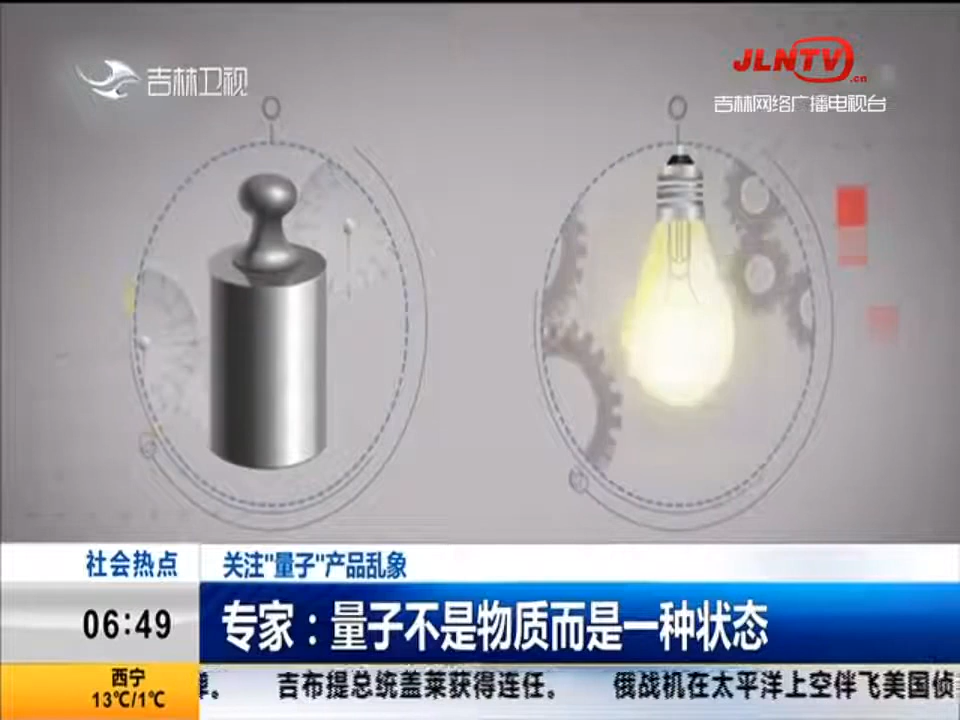 吉林卫视
JLNTV.cn
吉林网络广播电视台
社会热点
关注"量子"产品乱象
06:49
专家：量子不是物质而是一种状态
西宁
13℃/1℃
。 吉布提总统盖莱获得连任。 俄战机在太平洋上空伴飞美国侦